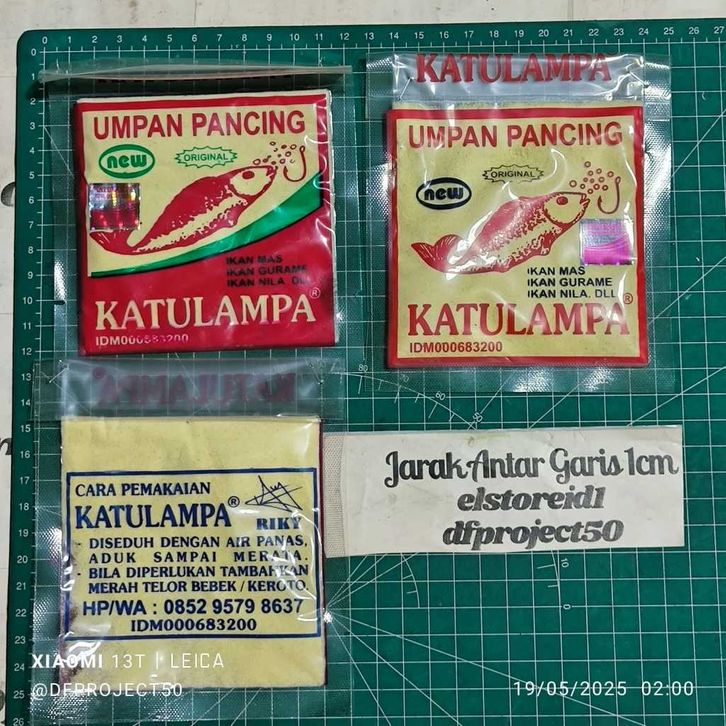 UMPAN PANCING
new
ORIGINAL
IKAN MAS
IKAN GURAME
IKAN NILA. DLL
KATULAMPA®
IDM000683200
KATULAMPA
UMPAN PANCING
ORIGINAL
new
IKAN MAS
IKAN GURAME
IKAN NILA. DLL
KATULAMPA®
IDM000683200
KATULAMPA
CARA PEMAKAIAN
KATULAMPA®
RIKY
- DISEDUH DENGAN AIR PANAS,
ADUK SAMPAI MERATA.
- BILA DIPERLUKAN TAMBAHKAN
MERAH TELOR BEBEK / KEROTO.
HP/WA : 0852 9579 8637
IDM000683200
Jarak Antar Garis 1cm
elstoreid1
dfproject50
XIAOMI 13T | LEICA
@DFPROJECT50
19/05/2025 02:00